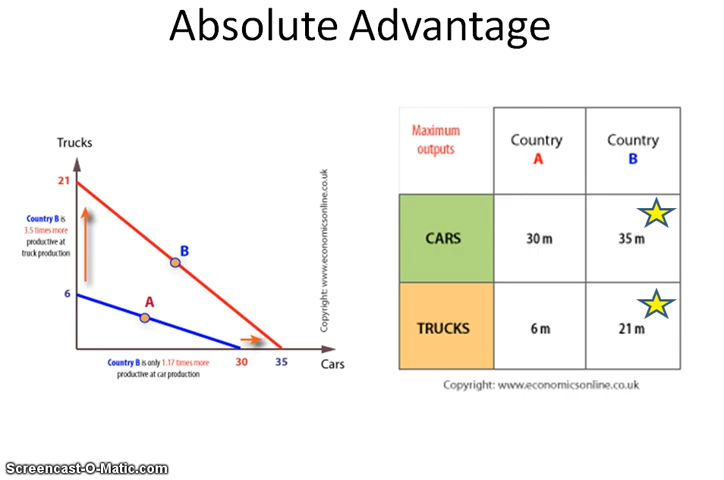 Absolute Advantage
Trucks
21
Country B is
3.5 times more
productive at
truck production
B
6
A
Country B is only 1.17 times more
productive at car production
30
35
Cars
Copyright: www.economicsonline.co.uk
Maximum
outputs
Country
A
Country
B
CARS
30 m
35 m
TRUCKS
6 m
21 m
Copyright: www.economicsonline.co.uk
Screencast-O-Matic.com